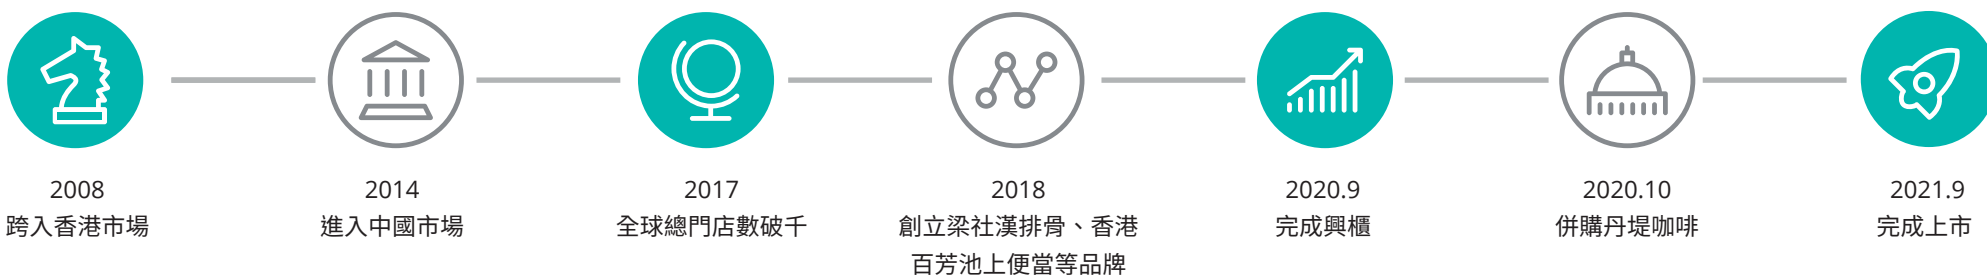 2008
跨入香港市場
2014
進入中國市場
2017
全球總門店數破千
2018
創立梁社漢排骨、香港
百芳池上便當等品牌
2020.9
完成興櫃
2020.10
併購丹堤咖啡
2021.9
完成上市